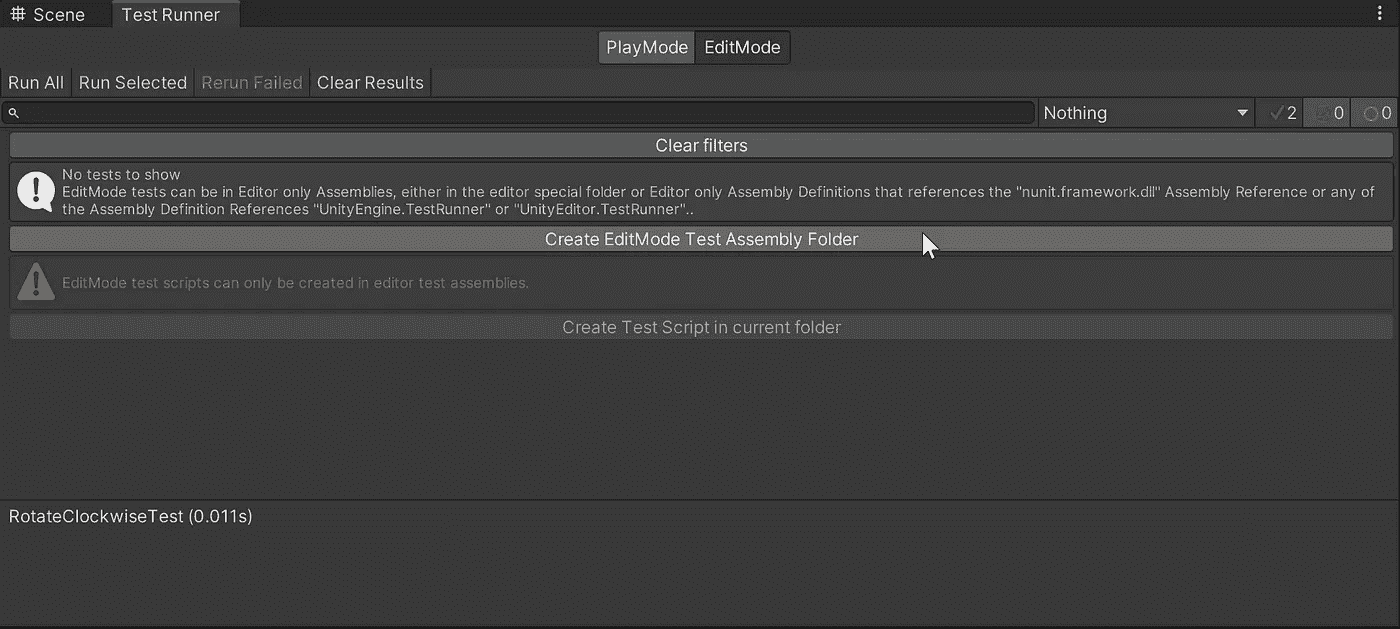 Scene
Test Runner
PlayMode
EditMode
Run All
Run Selected
Rerun Failed
Clear Results
Nothing
2
0
0
Clear filters
No tests to show
EditMode tests can be in Editor only Assemblies, either in the editor special folder or Editor only Assembly Definitions that references the "nunit.framework.dll" Assembly Reference or any of
the Assembly Definition References "UnityEngine.TestRunner" or "UnityEditor.TestRunner"..
Create EditMode Test Assembly Folder
EditMode test scripts can only be created in editor test assemblies.
Create Test Script in current folder
RotateClockwiseTest (0.011s)